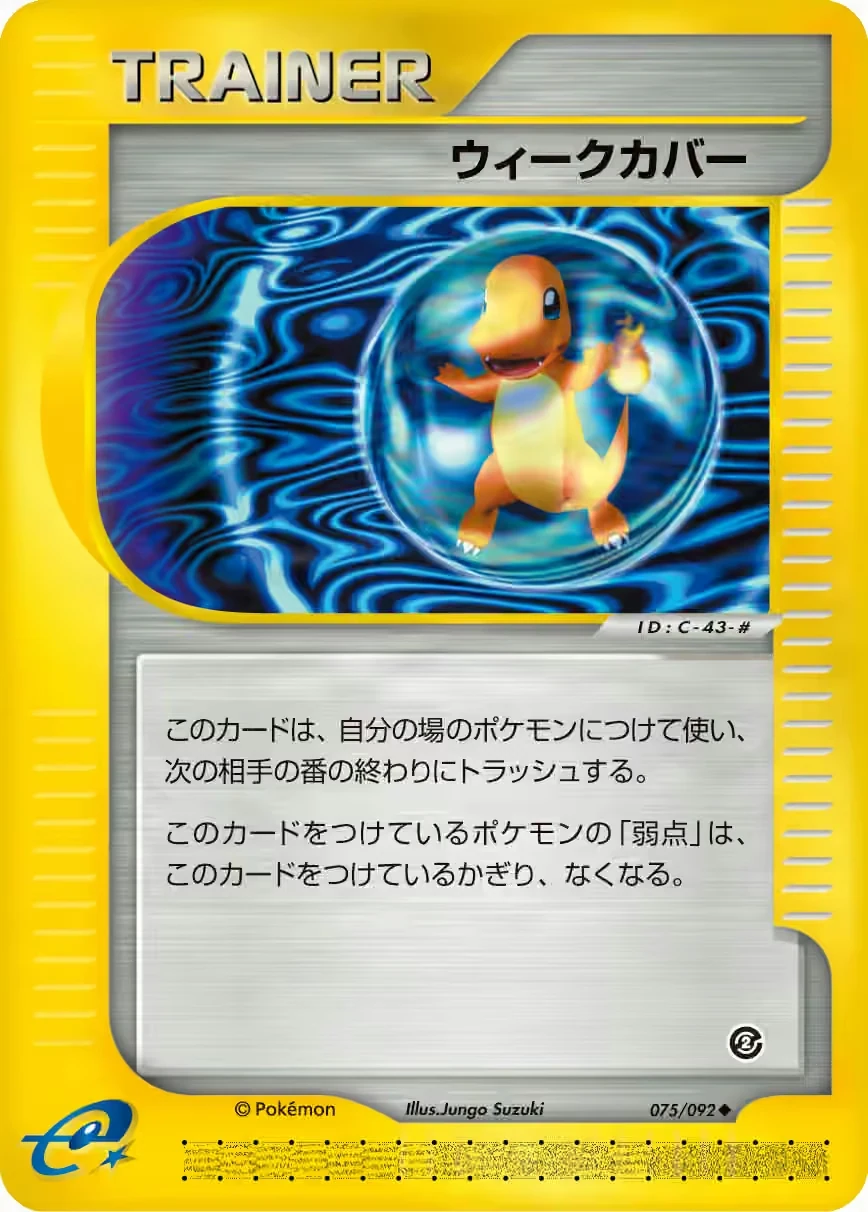 TRAINER
ウィークカバー
ID:C-43-#
このカードは、自分の場のポケモンにつけて使い、
次の相手の番の終わりにトラッシュする。
このカードをつけているポケモンの「弱点」は、
このカードをつけているかぎり、なくなる。
2
© Pokémon
Illus.Jungo Suzuki
075/092◆
e